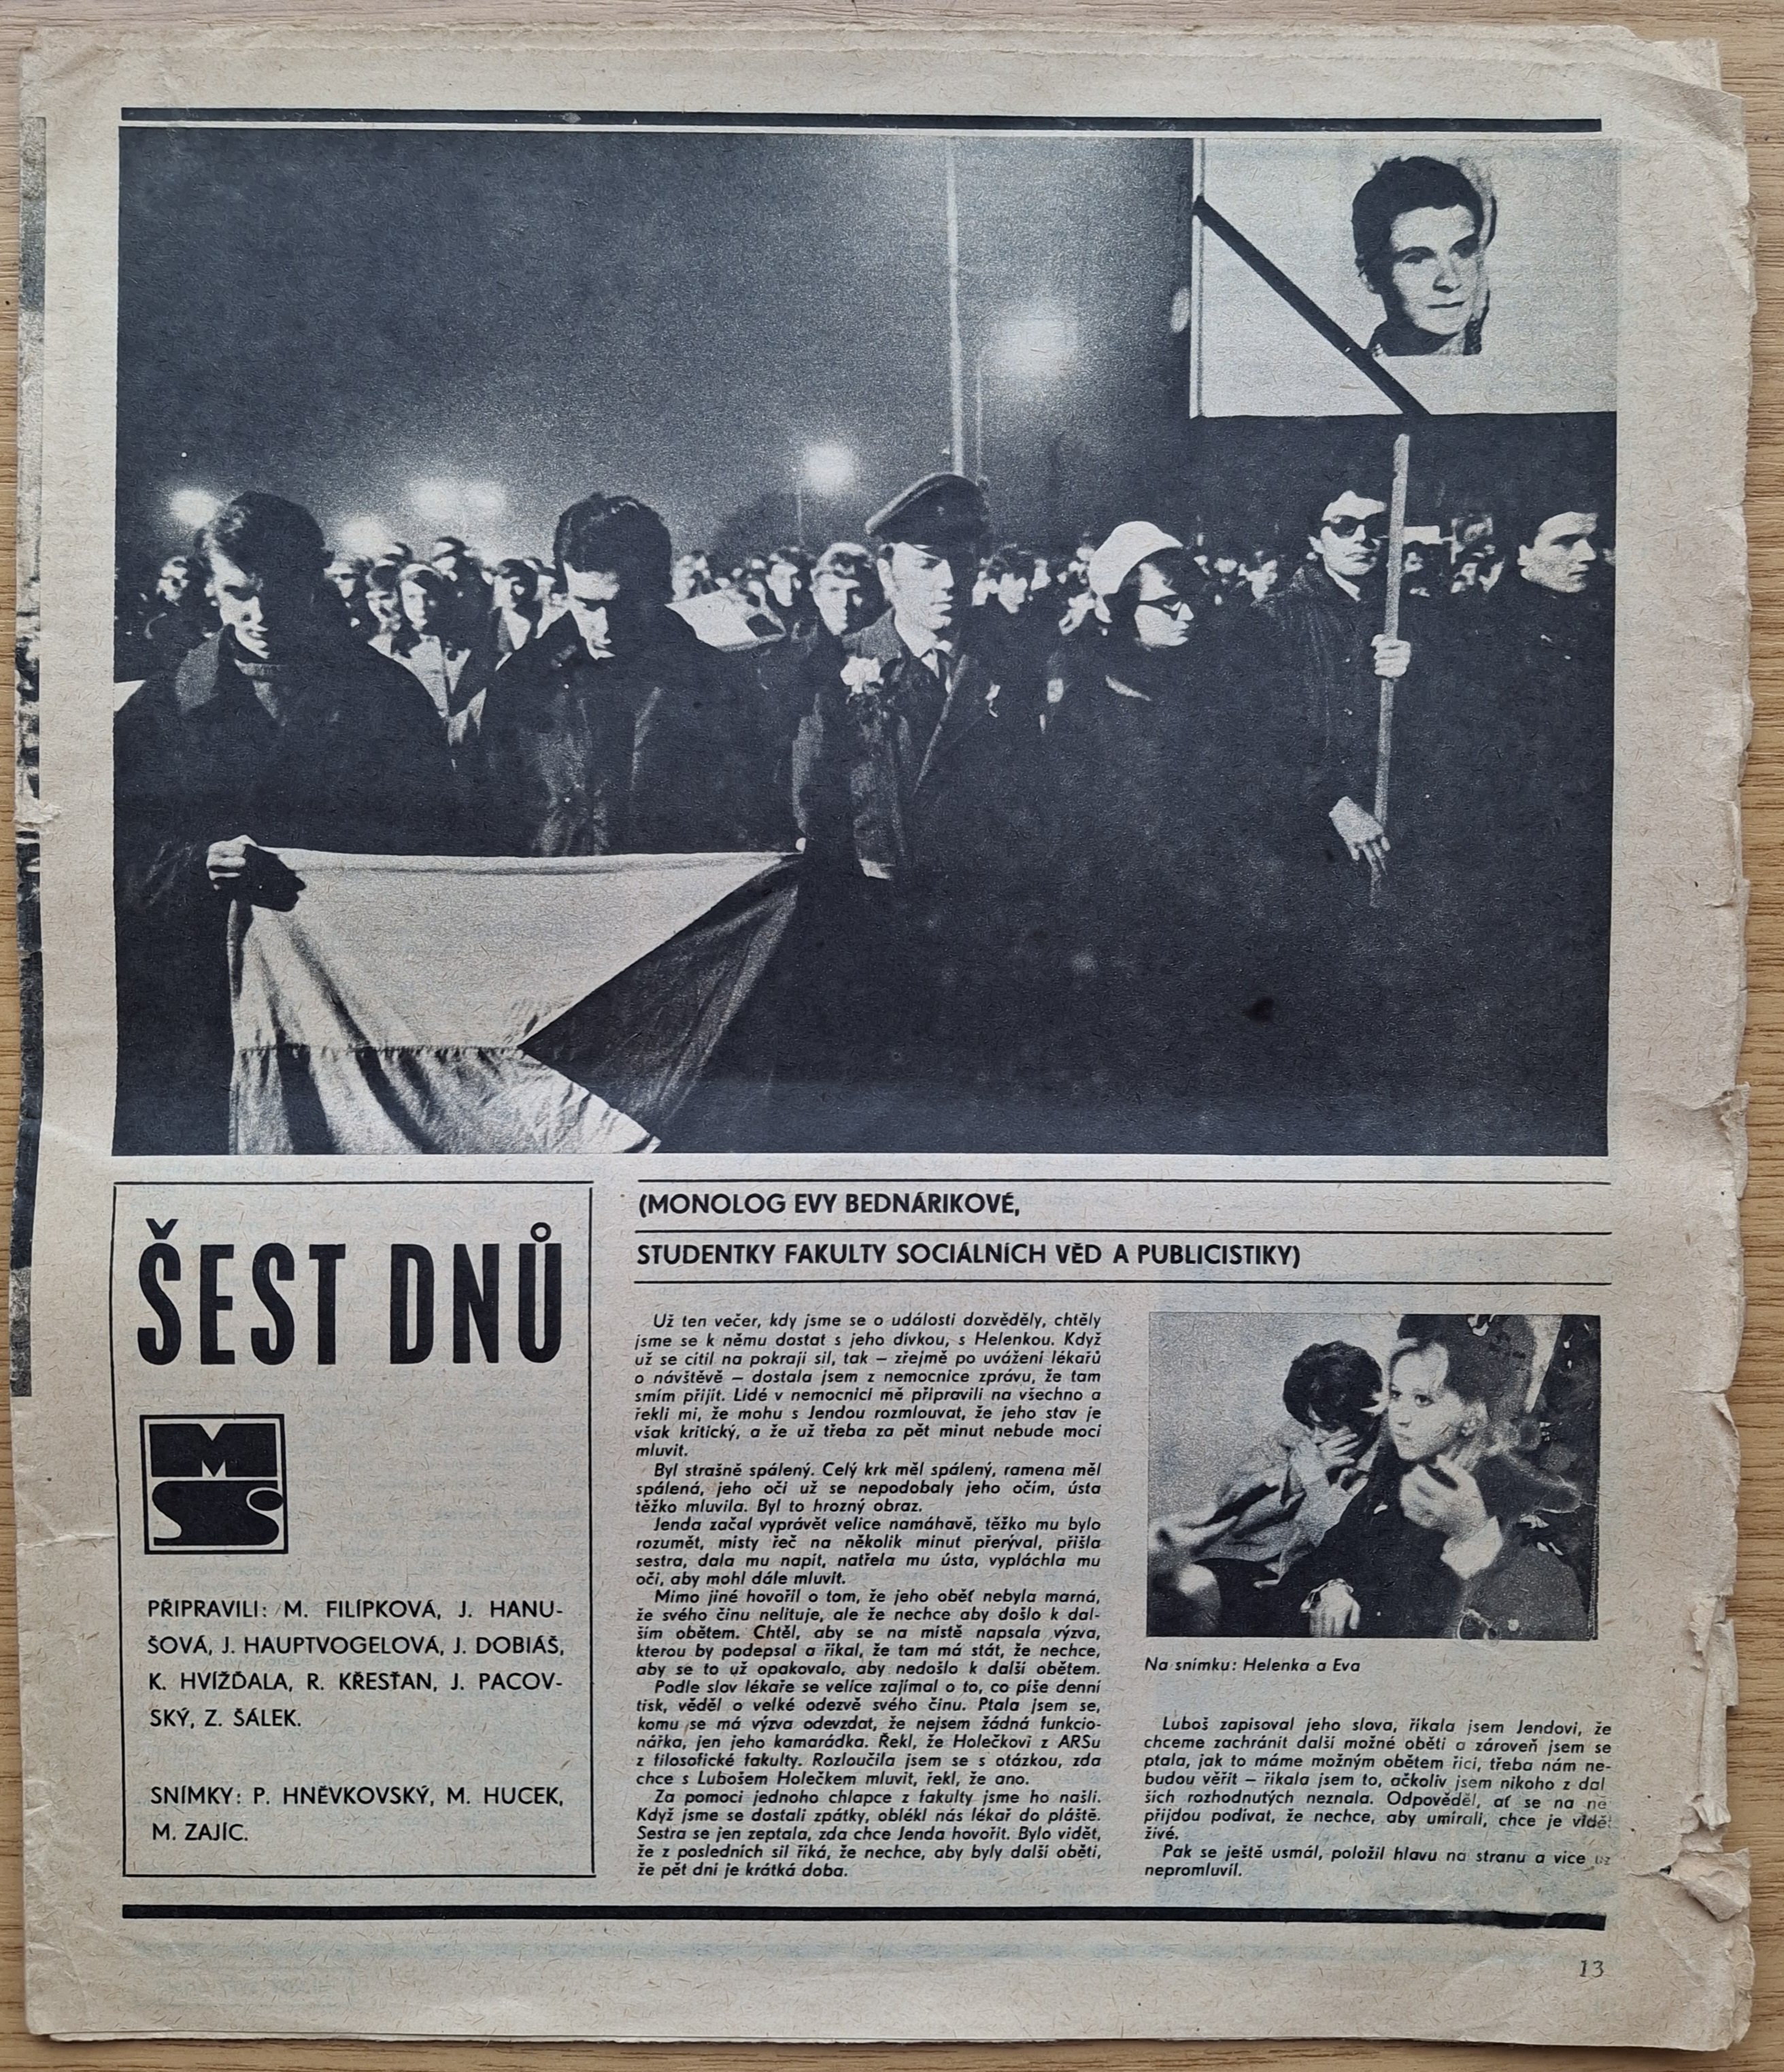 ŠEST DNŮ
MS
PŘIPRAVILI: M. FILÍPKOVÁ, J. HANU-
ŠOVÁ, J. HAUPTVOGELOVÁ, J. DOBIÁŠ,
K. HVÍŽĎALA, R. KŘESŤAN, J. PACOV-
SKÝ, Z. ŠÁLEK.
SNÍMKY: P. HNĚVKOVSKÝ, M. HUCEK,
M. ZAJÍC.
(MONOLOG EVY BEDNÁRIKOVÉ,
STUDENTKY FAKULTY SOCIÁLNÍCH VĚD A PUBLICISTIKY)
Už ten večer, kdy jsme se o události dozvěděly, chtěly
jsme se k němu dostat s jeho dívkou, s Helenkou. Když
už se cítil na pokraji sil, tak — zřejmě po uvážení lékařů
o návštěvě — dostala jsem z nemocnice zprávu, že tam
smím přijít. Lidé v nemocnici mě připravili na všechno a
řekli mi, že mohu s Jendou rozmlouvat, že jeho stav je
však kritický, a že už třeba za pět minut nebude moci
mluvit.
Byl strašně spálený. Celý krk měl spálený, ramena měl
spálená, jeho oči už se nepodobaly jeho očím, ústa
těžko mluvila. Byl to hrozný obraz.
Jenda začal vyprávět velice namáhavě, těžko mu bylo
rozumět, místy řeč na několik minut přerýval, přišla
sestra, dala mu napít, natřela mu ústa, vypláchla mu
oči, aby mohl dále mluvit.
Mimo jiné hovořil o tom, že jeho oběť nebyla marná,
že svého činu nelituje, ale že nechce aby došlo k dal-
ším obětem. Chtěl, aby se na místě napsala výzva,
kterou by podepsal a říkal, že tam má stát, že nechce,
aby se to už opakovalo, aby nedošlo k další obětem.
Podle slov lékaře se velice zajímal o to, co píše denní
tisk, věděl o velké odezvě svého činu. Ptala jsem se,
komu se má výzva odevzdat, že nejsem žádná funkcio-
nářka, jen jeho kamarádka. Řekl, že Holečkovi z ARSu
z filosofické fakulty. Rozloučila jsem se s otázkou, zda
chce s Lubošem Holečkem mluvit, řekl, že ano.
Za pomoci jednoho chlapce z fakulty jsme ho našli.
Když jsme se dostali zpátky, oblékl nás lékař do pláště.
Sestra se jen zeptala, zda chce Jenda hovořit. Bylo vidět,
že z posledních sil říká, že nechce, aby byly další oběti,
že pět dní je krátká doba.
Na snímku: Helenka a Eva
Luboš zapisoval jeho slova, říkala jsem Jendovi, že
chceme zachránit další možné oběti a zároveň jsem se
ptala, jak to máme možným obětem říci, třeba nám ne-
budou věřit — říkala jsem to, ačkoliv jsem nikoho z dal
ších rozhodnutých neznala. Odpověděl, ať se na ně
přijdou podívat, že nechce, aby umírali, chce je vidět
živé.
Pak se ještě usmál, položil hlavu na stranu a více už
nepromluvil.
13